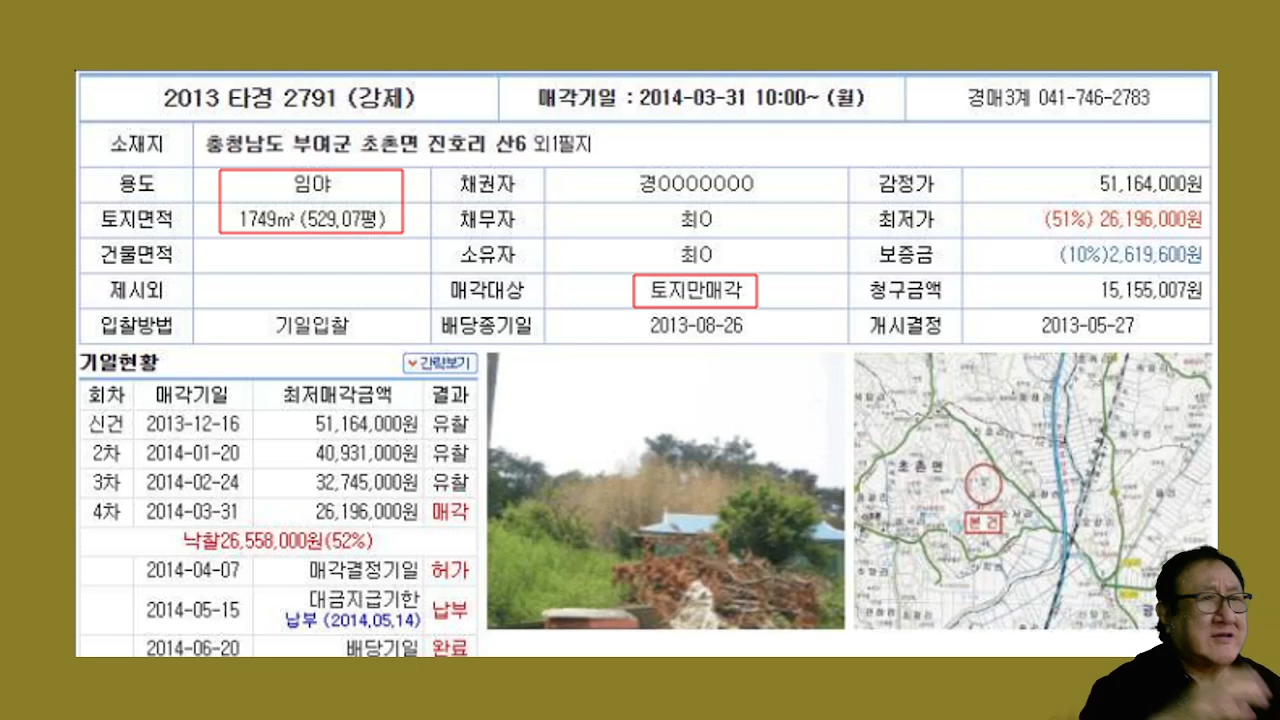 2013 타경 2791 (강제) 매각기일 : 2014-03-31 10:00~ (월) 경매3계 041-746-2783
소재지 충청남도 부여군 초촌면 진호리 산6 외1필지
용도 임야 채권자 경0000000 감정가 51,164,000원
토지면적 1749㎡ (529,07평) 채무자 최O 최저가 (51%) 26,196,000원
건물면적 소유자 최O 보증금 (10%)2,619,600원
제시외 매각대상 토지만매각 청구금액 15,155,007원
입찰방법 기일입찰 배당종기일 2013-08-26 개시결정 2013-05-27
기일현황 간략보기
회차 매각기일 최저매각금액 결과
신건 2013-12-16 51,164,000원 유찰
2차 2014-01-20 40,931,000원 유찰
3차 2014-02-24 32,745,000원 유찰
4차 2014-03-31 26,196,000원 매각
낙찰26,558,000원(52%)
2014-04-07 매각결정기일 허가
2014-05-15 대금지급기한 납부
납부 (2014,05,14)
2014-06-20 배당기일 완료
초촌면
본건